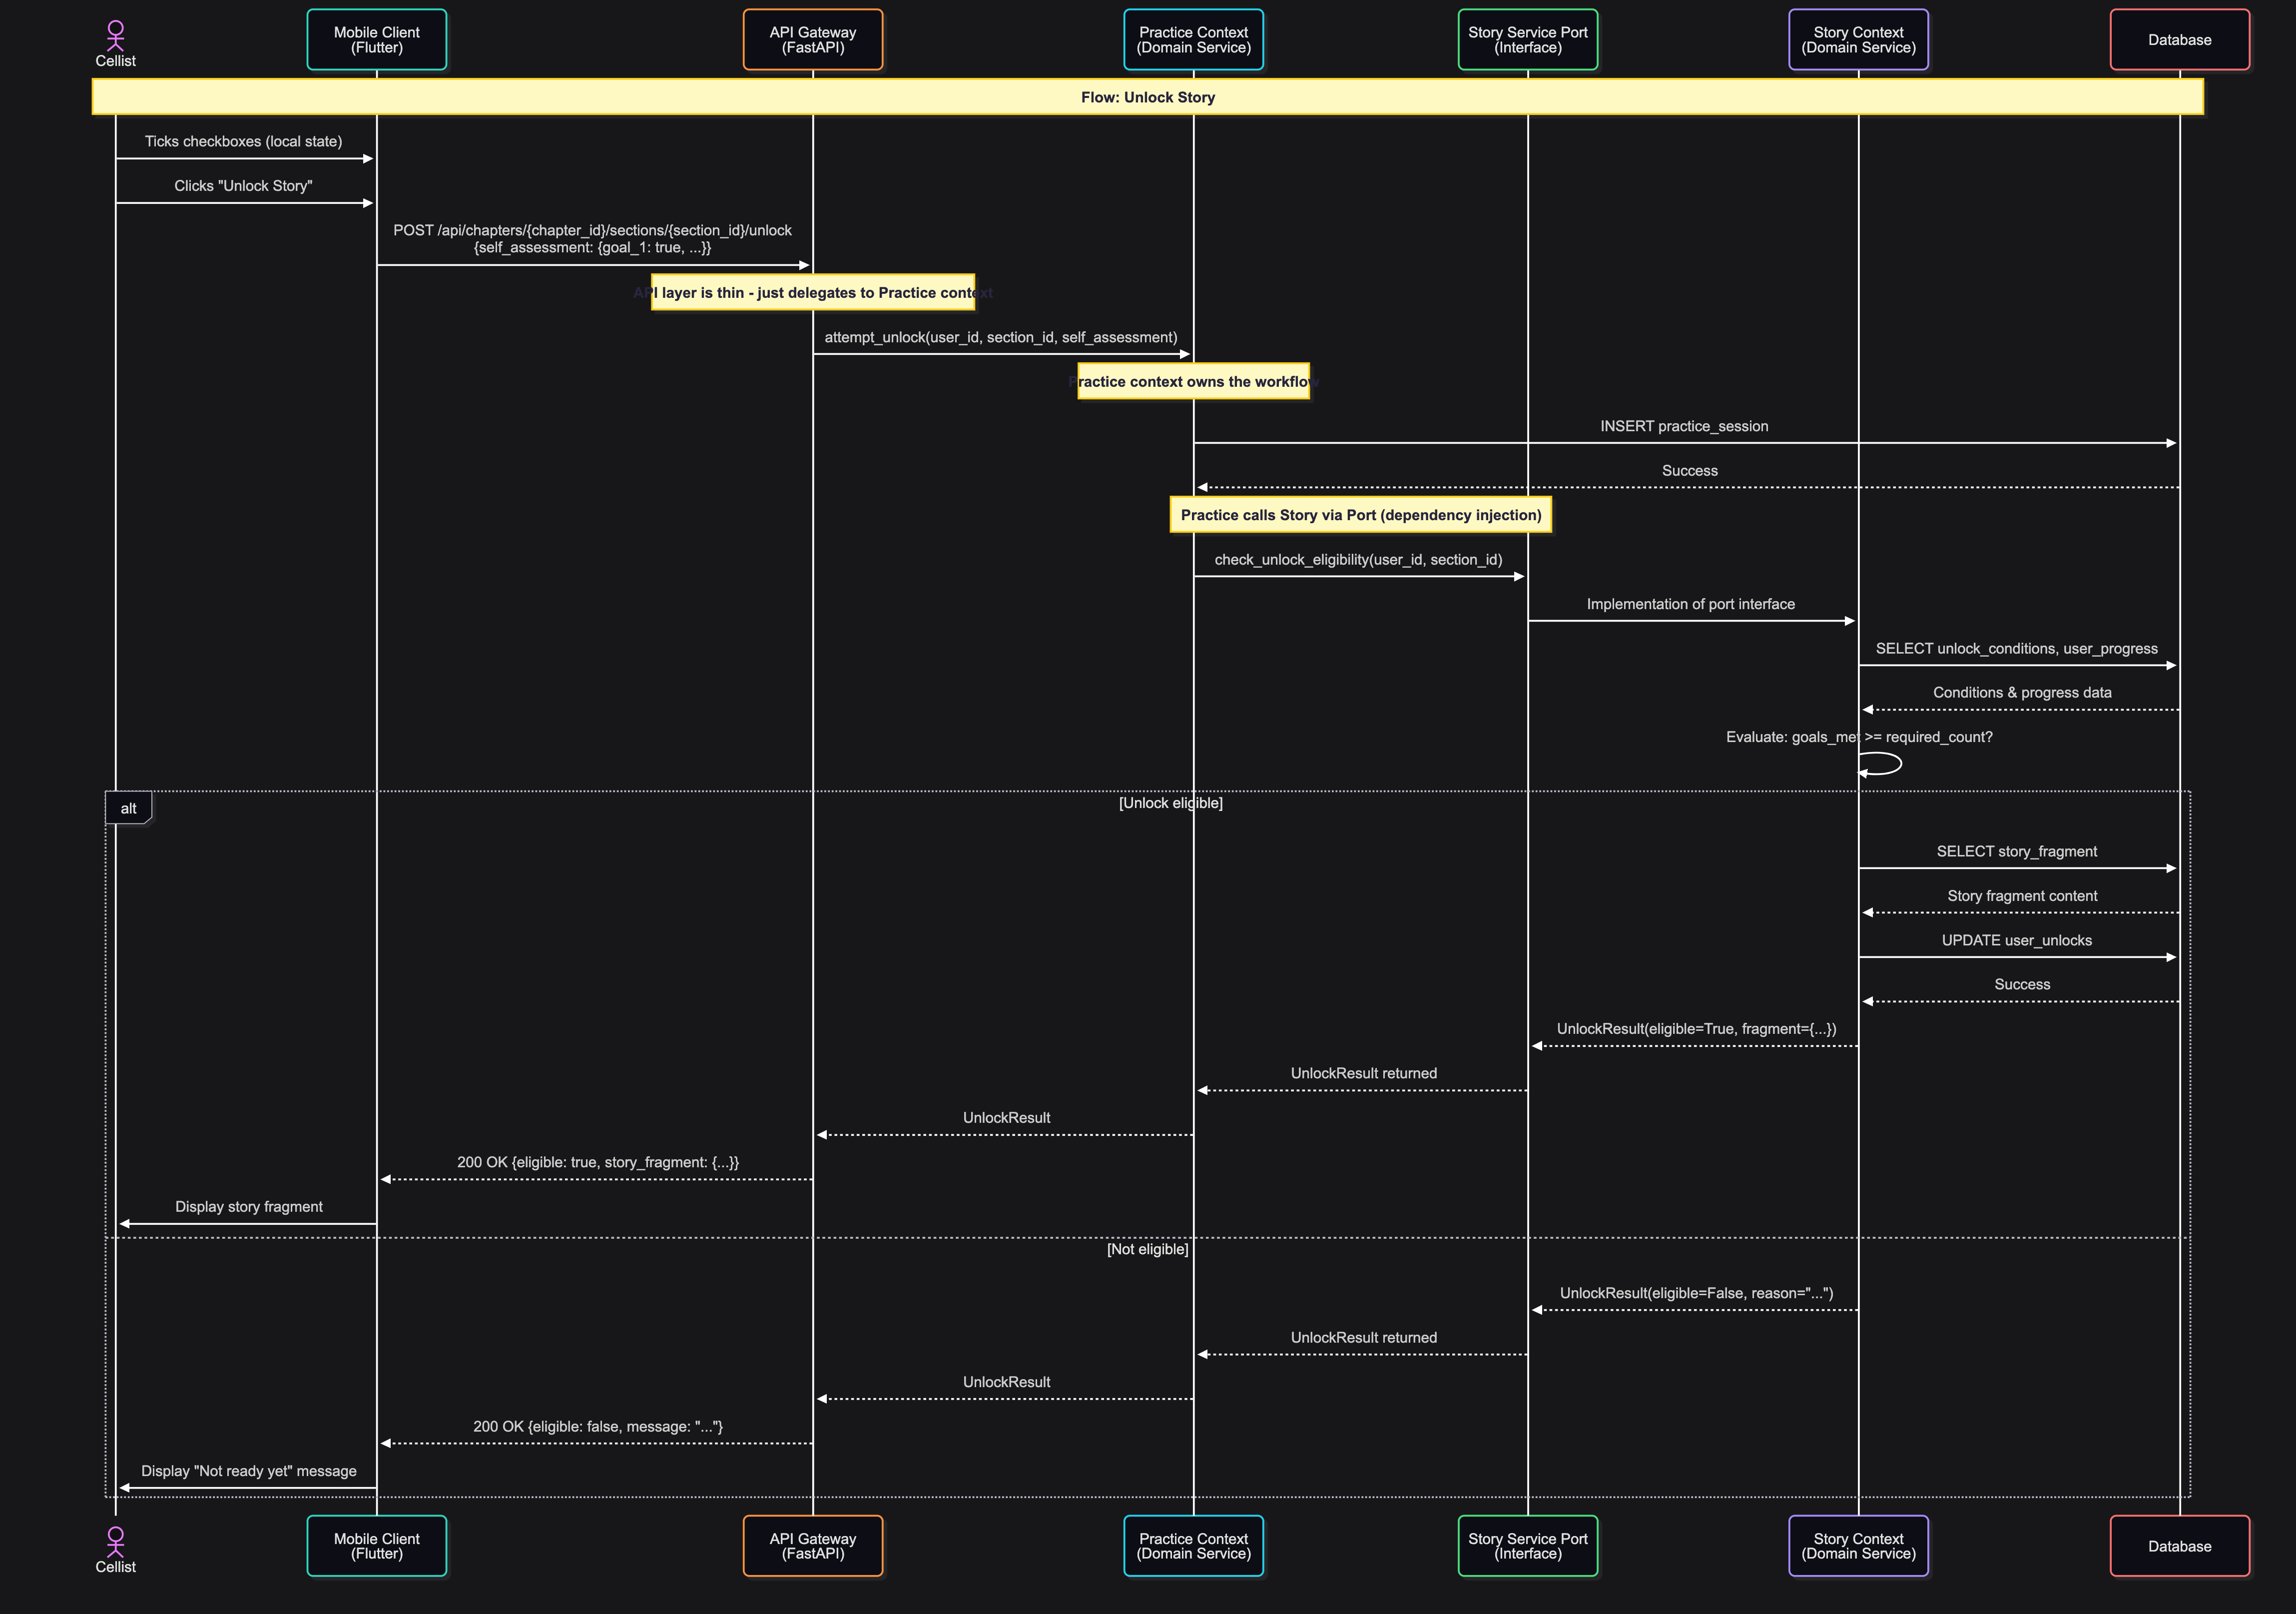 Cellist
Mobile Client
(Flutter)
API Gateway
(FastAPI)
Practice Context
(Domain Service)
Story Service Port
(Interface)
Story Context
(Domain Service)
Database
Flow: Unlock Story
Ticks checkboxes (local state)
Clicks "Unlock Story"
POST /api/chapters/{chapter_id}/sections/{section_id}/unlock
{self_assessment: {goal_1: true, ...}}
API layer is thin - just delegates to Practice context
attempt_unlock(user_id, section_id, self_assessment)
Practice context owns the workflow
INSERT practice_session
Success
Practice calls Story via Port (dependency injection)
check_unlock_eligibility(user_id, section_id)
Implementation of port interface
SELECT unlock_conditions, user_progress
Conditions & progress data
Evaluate: goals_met >= required_count?
alt
[Unlock eligible]
SELECT story_fragment
Story fragment content
UPDATE user_unlocks
Success
UnlockResult(eligible=True, fragment={...})
UnlockResult returned
UnlockResult
200 OK {eligible: true, story_fragment: {...}}
Display story fragment
[Not eligible]
UnlockResult(eligible=False, reason="...")
UnlockResult returned
UnlockResult
200 OK {eligible: false, message: "..."}
Display "Not ready yet" message
Cellist
Mobile Client
(Flutter)
API Gateway
(FastAPI)
Practice Context
(Domain Service)
Story Service Port
(Interface)
Story Context
(Domain Service)
Database